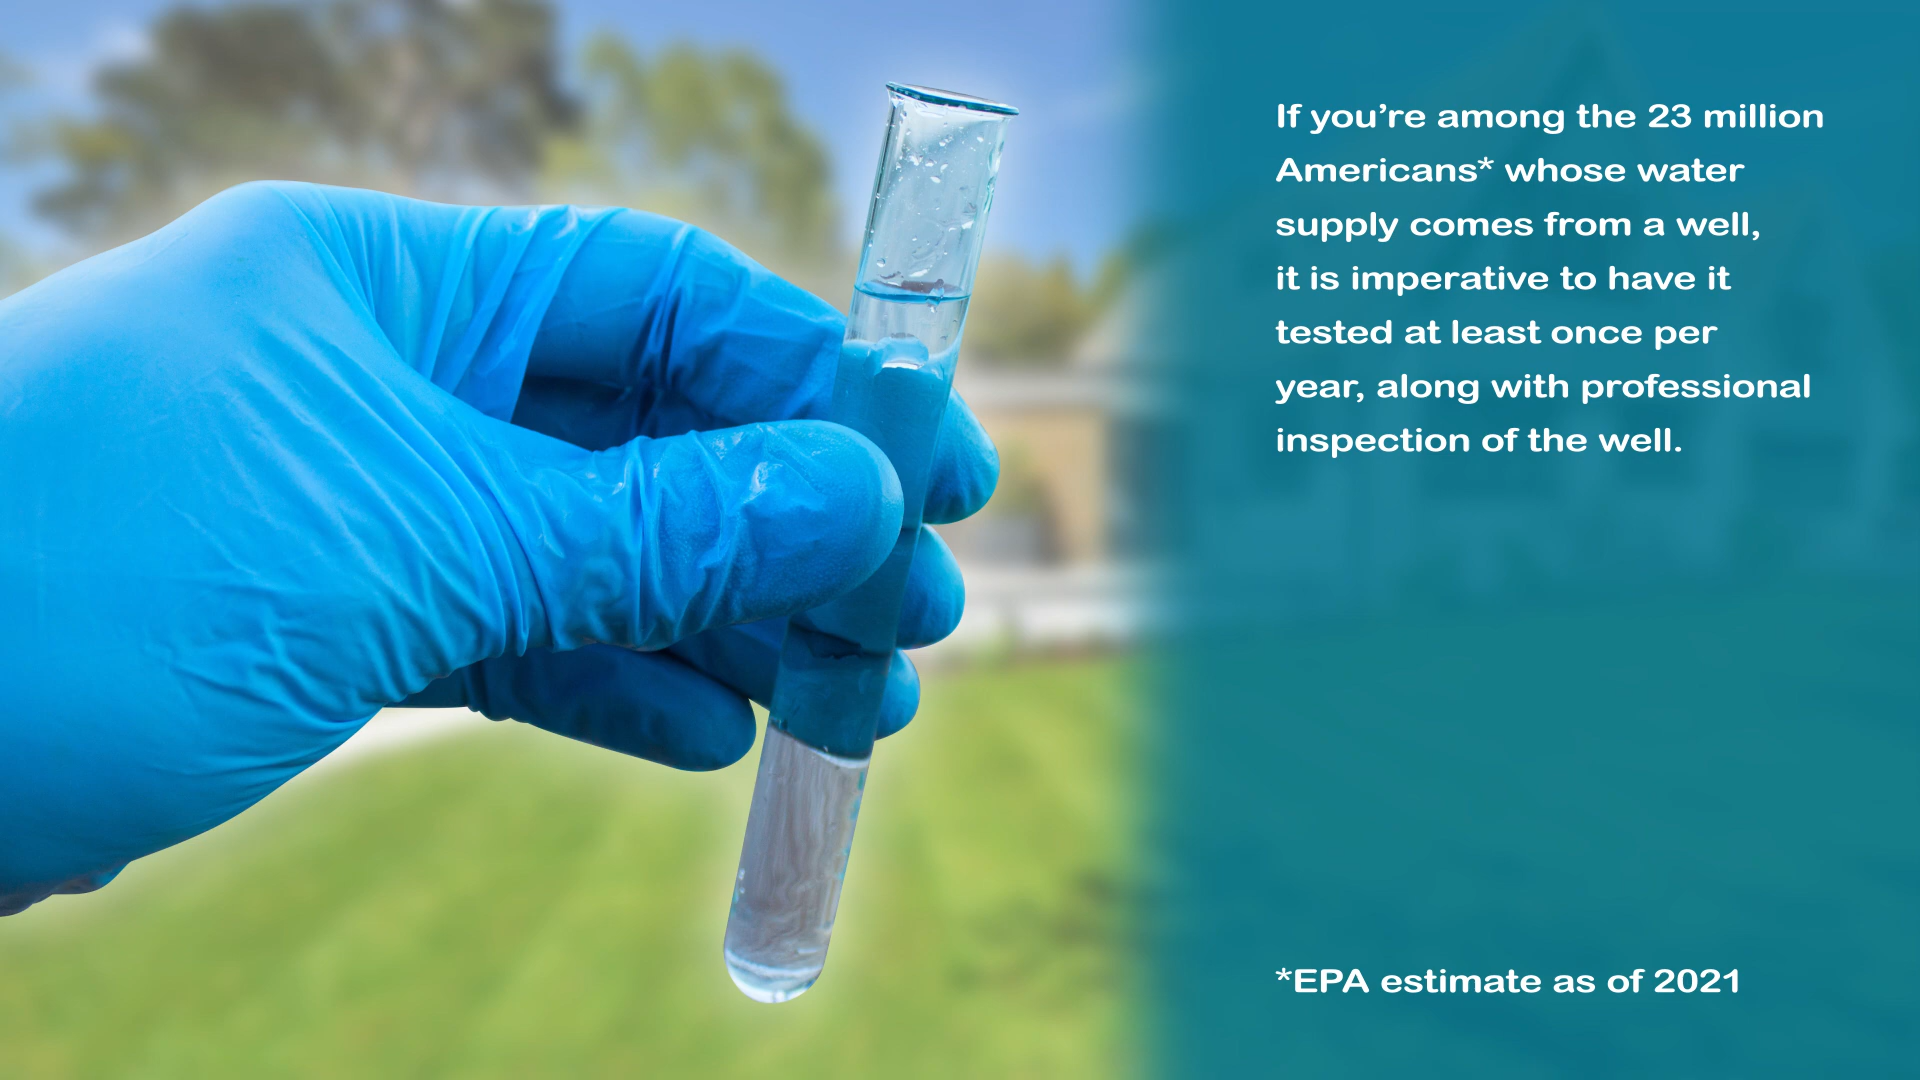 If you’re among the 23 million
Americans* whose water
supply comes from a well,
it is imperative to have it
tested at least once per
year, along with professional
inspection of the well.
*EPA estimate as of 2021